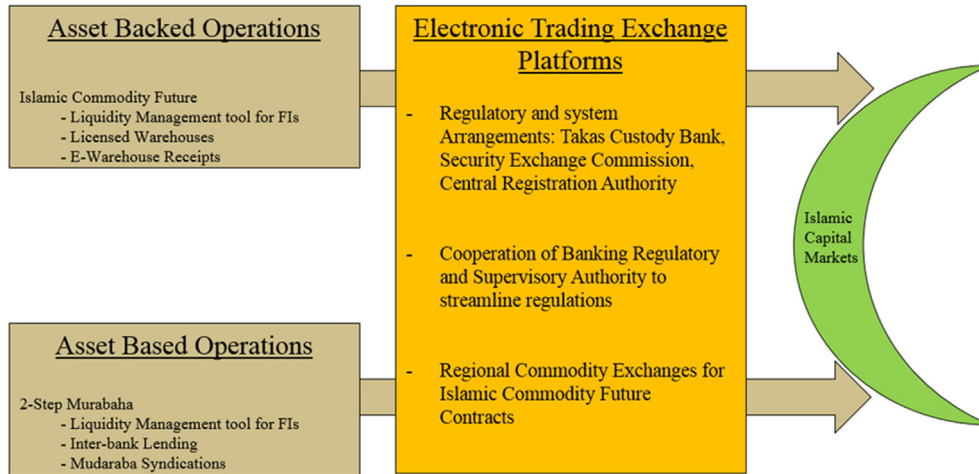 Asset Backed Operations
Islamic Commodity Future
- Liquidity Management tool for FIs
- Licensed Warehouses
- E-Warehouse Receipts
Asset Based Operations
2-Step Murabaha
- Liquidity Management tool for FIs
- Inter-bank Lending
- Mudaraba Syndications
Electronic Trading Exchange
Platforms
- Regulatory and system
Arrangements: Takas Custody Bank,
Security Exchange Commission,
Central Registration Authority
- Cooperation of Banking Regulatory
and Supervisory Authority to
streamline regulations
- Regional Commodity Exchanges for
Islamic Commodity Future
Contracts
Islamic
Capital
Markets